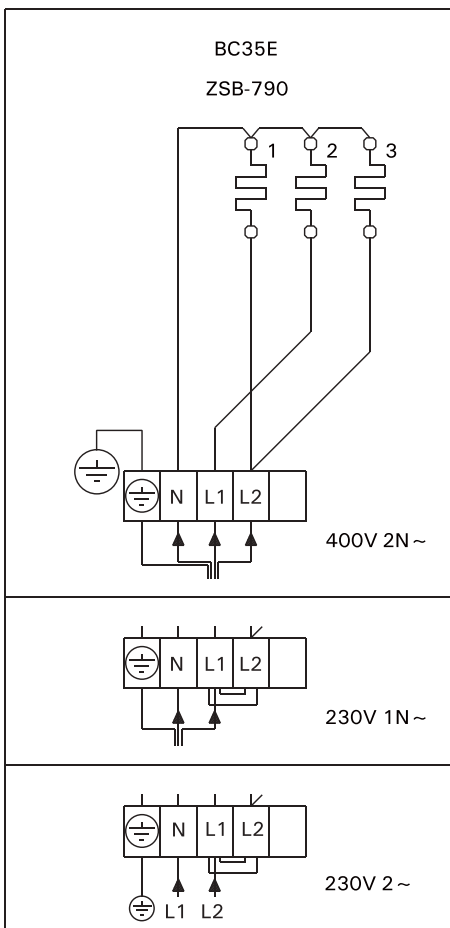 BC35E
ZSB-790
1 2 3
N L1 L2
400V 2N~
N L1 L2
230V 1N~
N L1 L2
230V 2~
L1 L2